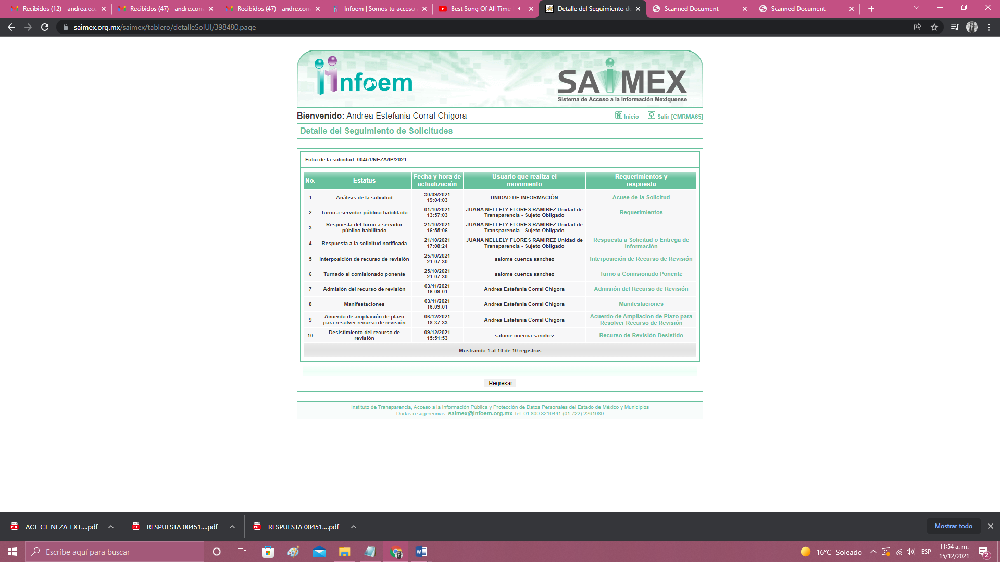 Recibidos (12) - andrea.ecc
Recibidos (47) - andre.com
Recibidos (47) - andre.com
Infoem | Somos tu acceso a
Best Song Of All Time
Detalle del Seguimiento de
Scanned Document
Scanned Document
saimex.org.mx/saimex/tablero/detalleSolUI/398480.page
infoem
SAIMEX
Sistema de Acceso a la Información Mexiquense
Bienvenido: Andrea Estefania Corral Chigora
Inicio
Salir [CMRMA65]
Detalle del Seguimiento de Solicitudes
Folio de la solicitud: 00451/NEZA/IP/2021
No. Estatus Fecha y hora de actualización Usuario que realiza el movimiento Requerimientos y respuesta
1 Análisis de la solicitud 30/09/2021 19:04:03 UNIDAD DE INFORMACIÓN Acuse de la Solicitud
2 Turno a servidor público habilitado 01/10/2021 13:57:03 JUANA NELLELY FLORES RAMIREZ Unidad de Transparencia - Sujeto Obligado Requerimientos
3 Respuesta del turno a servidor público habilitado 21/10/2021 16:55:06 JUANA NELLELY FLORES RAMIREZ Unidad de Transparencia - Sujeto Obligado
4 Respuesta a la solicitud notificada 21/10/2021 17:08:24 JUANA NELLELY FLORES RAMIREZ Unidad de Transparencia - Sujeto Obligado Respuesta a Solicitud o Entrega de Información
5 Interposición de recurso de revisión 25/10/2021 21:07:30 salome cuenca sanchez Interposición de Recurso de Revisión
6 Turnado al comisionado ponente 25/10/2021 21:07:30 salome cuenca sanchez Turno a Comisionado Ponente
7 Admisión del recurso de revisión 03/11/2021 16:09:01 Andrea Estefania Corral Chigora Admisión del Recurso de Revisión
8 Manifestaciones 03/11/2021 16:09:01 Andrea Estefania Corral Chigora Manifestaciones
9 Acuerdo de ampliación de plazo para resolver recurso de revisión 06/12/2021 18:37:33 Andrea Estefania Corral Chigora Acuerdo de Ampliacion de Plazo para Resolver Recurso de Revisión
10 Desistimiento del recurso de revisión 09/12/2021 15:51:53 salome cuenca sanchez Recurso de Revisión Desistido
Mostrando 1 al 10 de 10 registros
Regresar
Instituto de Transparencia, Acceso a la Información Pública y Protección de Datos Personales del Estado de México y Municipios
Dudas o sugerencias: saimex@infoem.org.mx Tel. 01 800 8210441 (01 722) 2261980
ACT-CT-NEZA-EXT....pdf
RESPUESTA 00451....pdf
RESPUESTA 00451....pdf
Mostrar todo
Escribe aquí para buscar
16°C Soleado
ESP
11:54 a. m.
15/12/2021
2